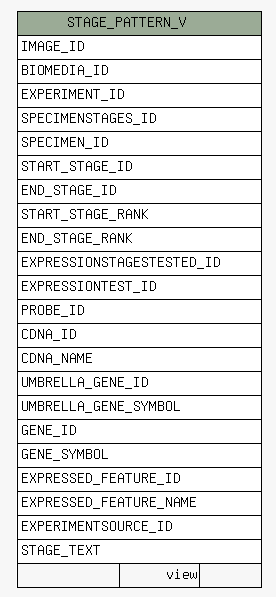 STAGE_PATTERN_V
IMAGE_ID
BIOMEDIA_ID
EXPERIMENT_ID
SPECIMENSTAGES_ID
SPECIMEN_ID
START_STAGE_ID
END_STAGE_ID
START_STAGE_RANK
END_STAGE_RANK
EXPRESSIONSTAGESTESTED_ID
EXPRESSIONTEST_ID
PROBE_ID
CDNA_ID
CDNA_NAME
UMBRELLA_GENE_ID
UMBRELLA_GENE_SYMBOL
GENE_ID
GENE_SYMBOL
EXPRESSED_FEATURE_ID
EXPRESSED_FEATURE_NAME
EXPERIMENTSOURCE_ID
STAGE_TEXT
view